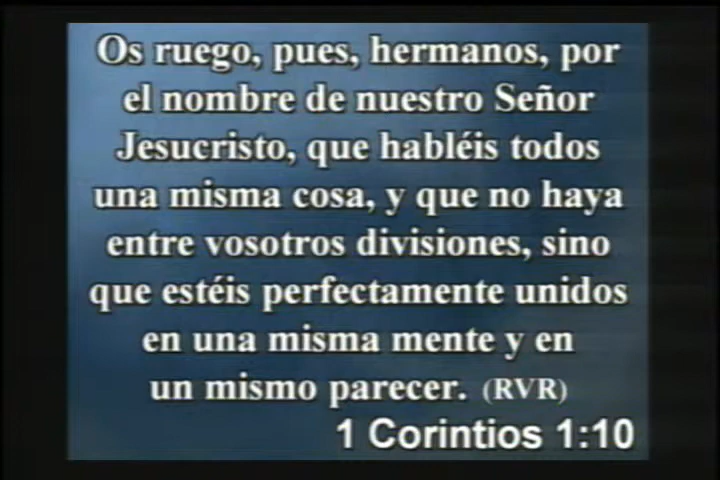 Os ruego, pues, hermanos, por
el nombre de nuestro Señor
Jesucristo, que habléis todos
una misma cosa, y que no haya
entre vosotros divisiones, sino
que estéis perfectamente unidos
en una misma mente y en
un mismo parecer. (RVR)
1 Corintios 1:10